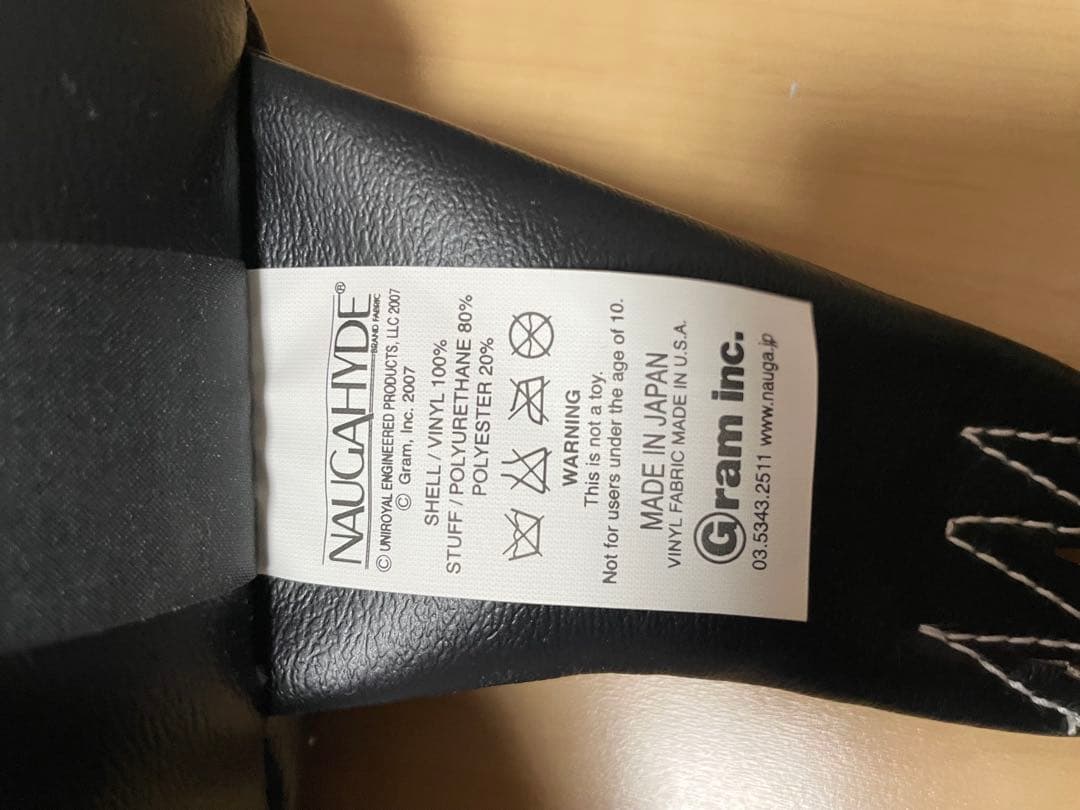 NAUGAHYDE®
BRAND FABRIC
© UNIROYAL ENGINEERED PRODUCTS, LLC 2007
© Gram, Inc. 2007
SHELL / VINYL 100%
STUFF / POLYURETHANE 80%
POLYESTER 20%
WARNING
This is not a toy.
Not for users under the age of 10.
MADE IN JAPAN
VINYL FABRIC MADE IN U.S.A.
Gram inc.
03.5343.2511 www.nauga.jp